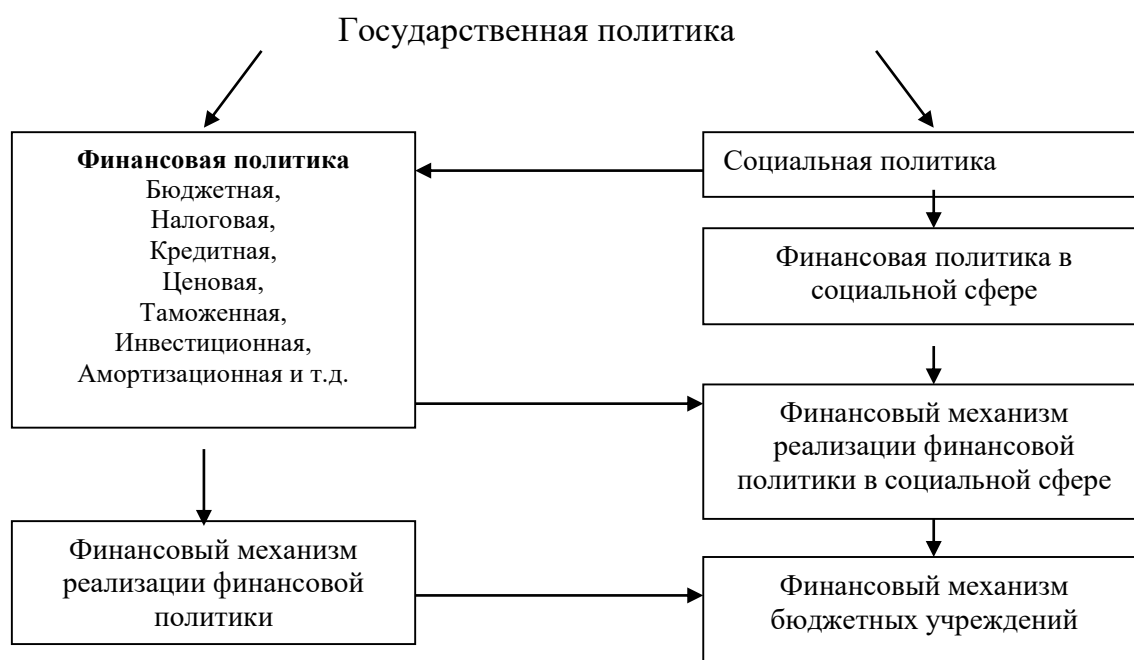 Государственная политика
Финансовая политика
Бюджетная,
Налоговая,
Кредитная,
Ценовая,
Таможенная,
Инвестиционная,
Амортизационная и т.д.
Социальная политика
Финансовая политика в
социальной сфере
Финансовый механизм
реализации финансовой
политики в социальной сфере
Финансовый механизм
реализации финансовой
политики
Финансовый механизм
бюджетных учреждений